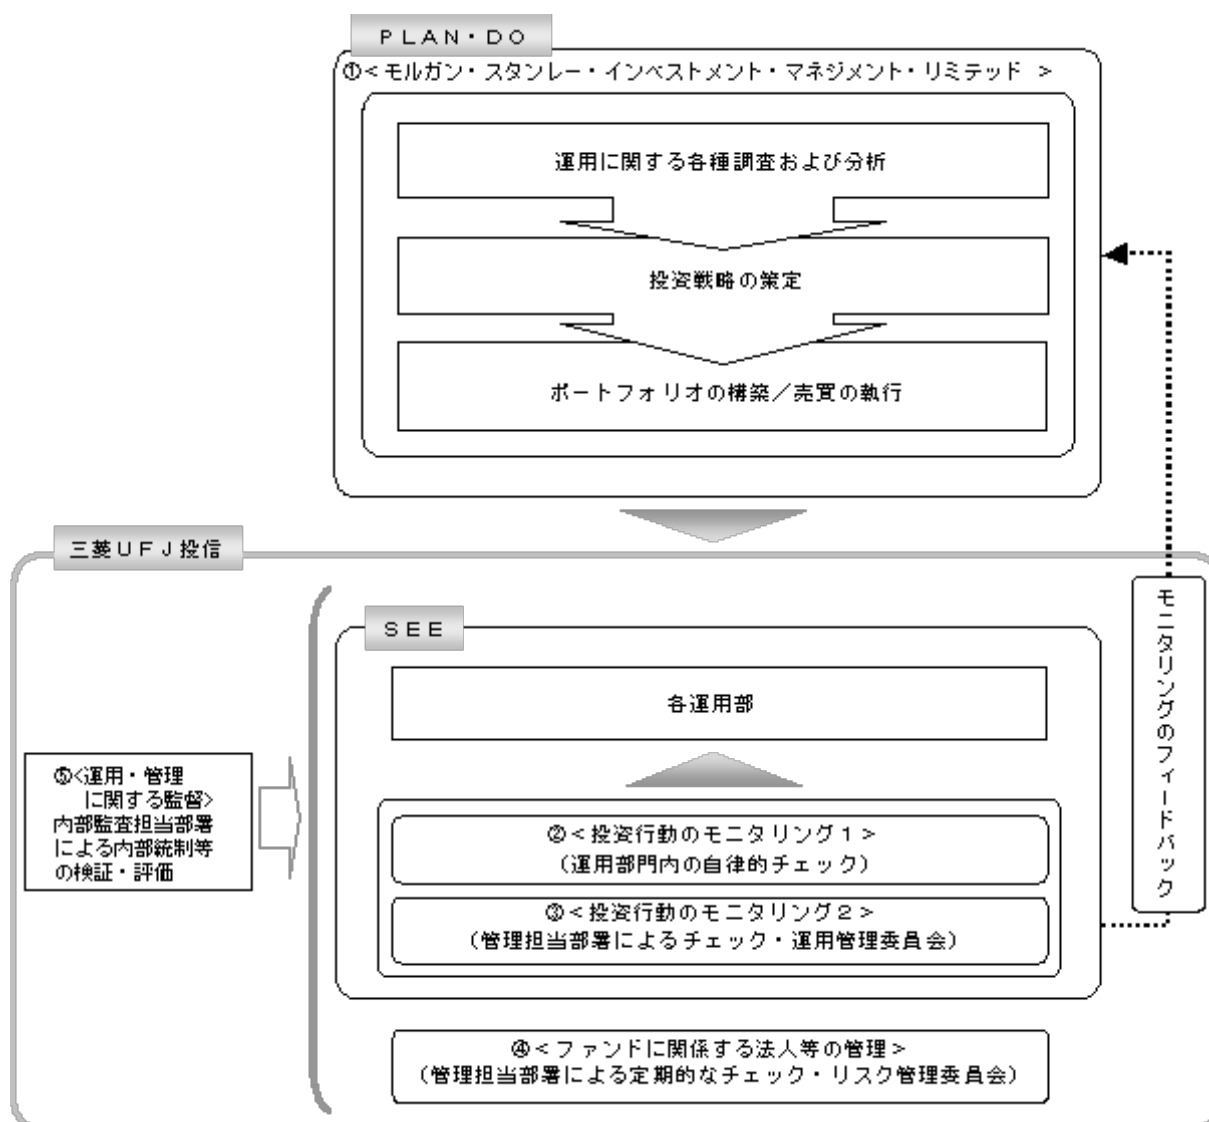 ＰＬＡＮ・ＤＯ
①＜モルガン・スタンレー・インベストメント・マネジメント・リミテッド ＞
運用に関する各種調査および分析
投資戦略の策定
ポートフォリオの構築／売買の執行
三菱ＵＦＪ投信
ＳＥＥ
各運用部
②＜投資行動のモニタリング１＞
（運用部門内の自律的チェック）
③＜投資行動のモニタリング２＞
（管理担当部署によるチェック・運用管理委員会）
④＜ファンドに関係する法人等の管理＞
（管理担当部署による定期的なチェック・リスク管理委員会）
⑤<運用・管理
に関する監督>
内部監査担当部署
による内部統制等
の検証・評価
モニタリングのフィードバック